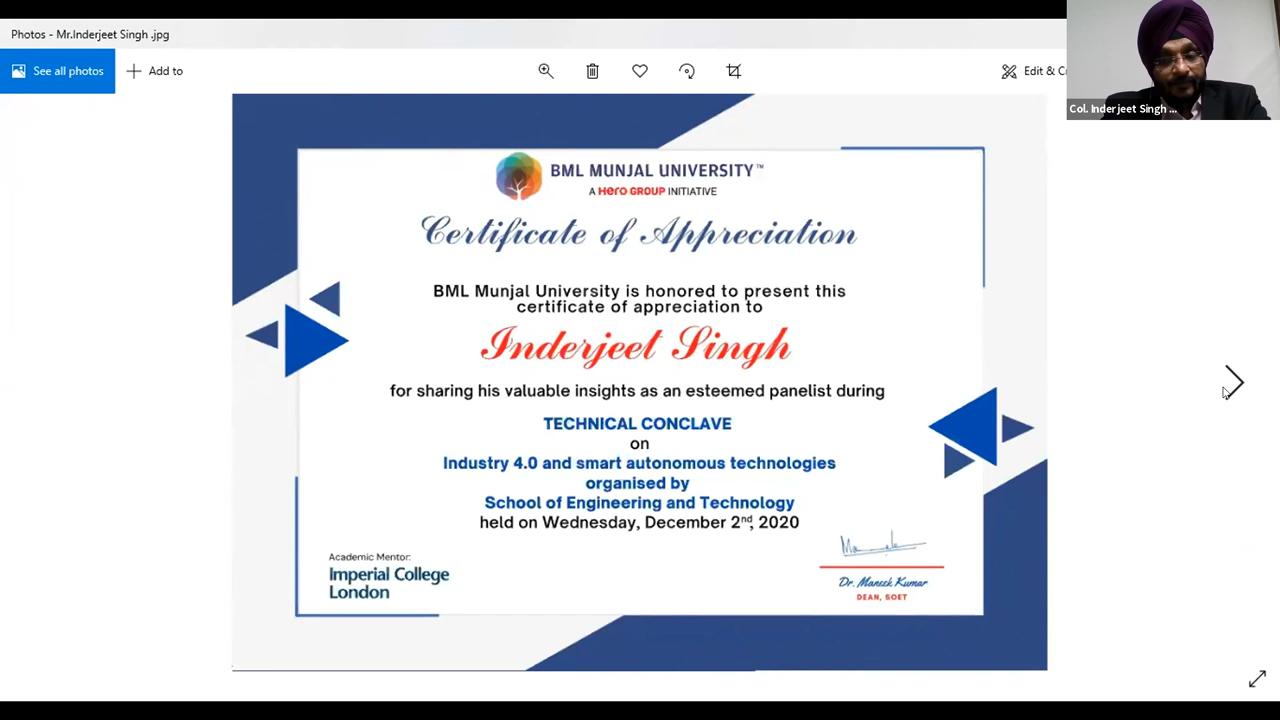 Photos - Mr.Inderjeet Singh .jpg
See all photos
Add to
Edit & C
Col. Inderjeet Singh ...
BML MUNJAL UNIVERSITY™
A Hero GROUP INITIATIVE
Certificate of Appreciation
BML Munjal University is honored to present this
certificate of appreciation to
Inderjeet Singh
for sharing his valuable insights as an esteemed panelist during
TECHNICAL CONCLAVE
on
Industry 4.0 and smart autonomous technologies
organised by
School of Engineering and Technology
held on Wednesday, December 2nd, 2020
Academic Mentor:
Imperial College
London
Dr. Maneek Kumar
DEAN, SOET